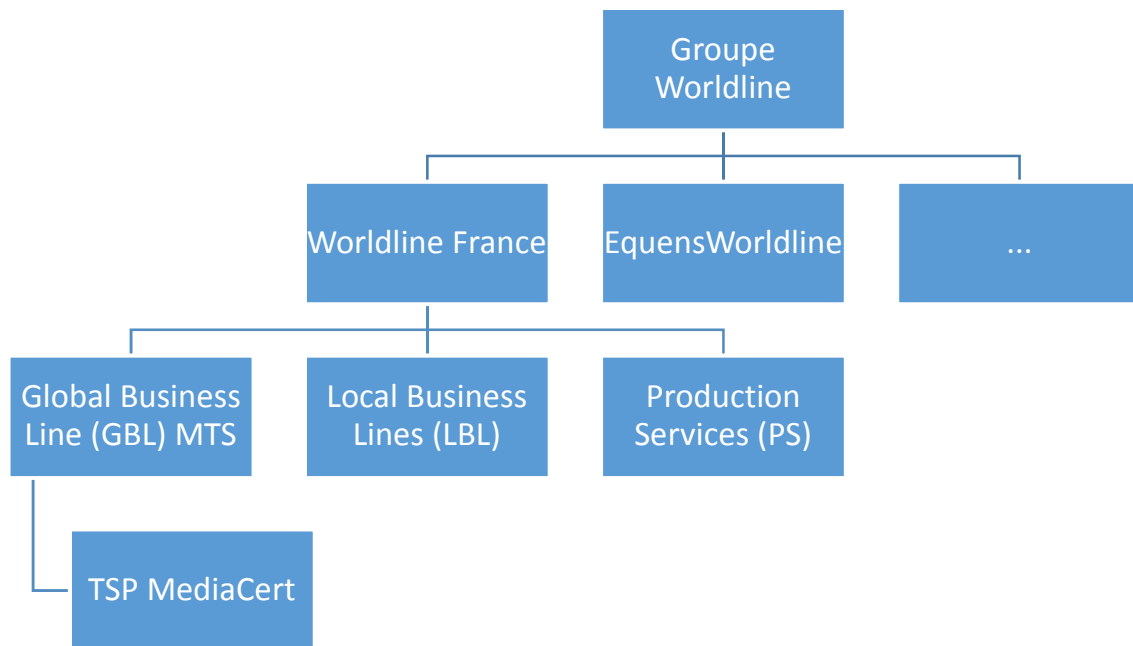 Groupe
Worldline
Worldline France
EquensWorldline
...
Global Business
Line (GBL) MTS
Local Business
Lines (LBL)
Production
Services (PS)
TSP MediaCert